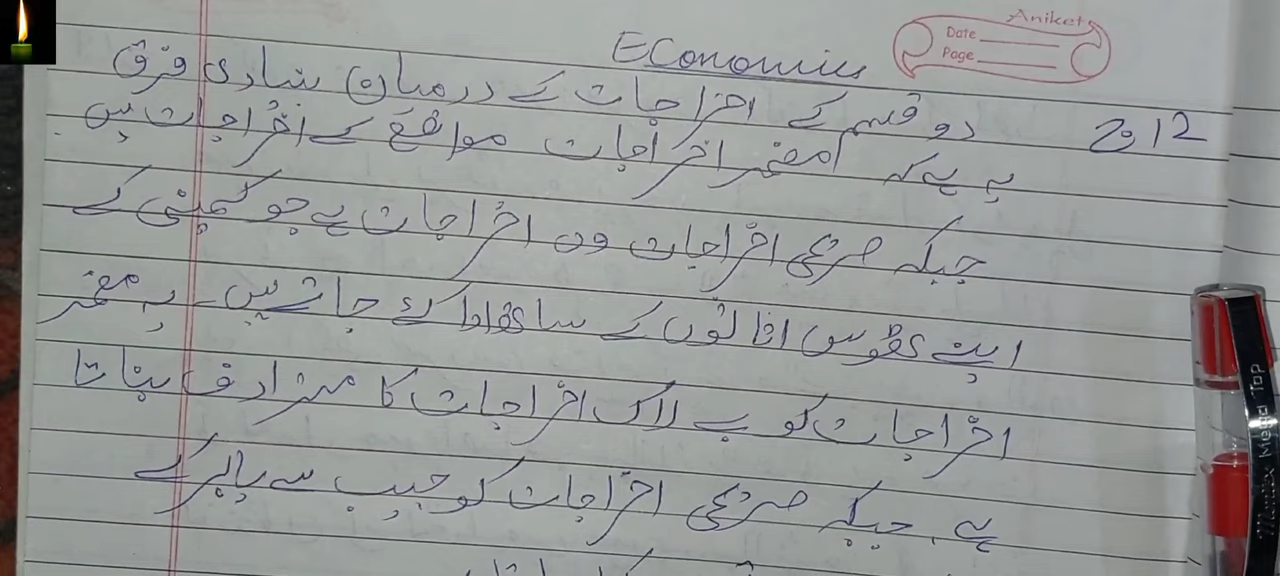 Aniket
Date
Page
Economics
2012
دو قسم کے اخراجات کے درمیان بنیادی فرق
یہ ہے کہ مضمر اخراجات مواقع کے اخراجات ہیں
جبکہ صریحی اخراجات وہ اخراجات ہے جو کمپنی کے
اپنے ٹھوس اثاثوں کے ساتھ ادا کئے جاتے ہیں۔ یہ مضمر
اخراجات کو بے لاگ اخراجات کا مترادف بناتا
ہے، جبکہ صریحی اخراجات کو جیب سے باہر کے